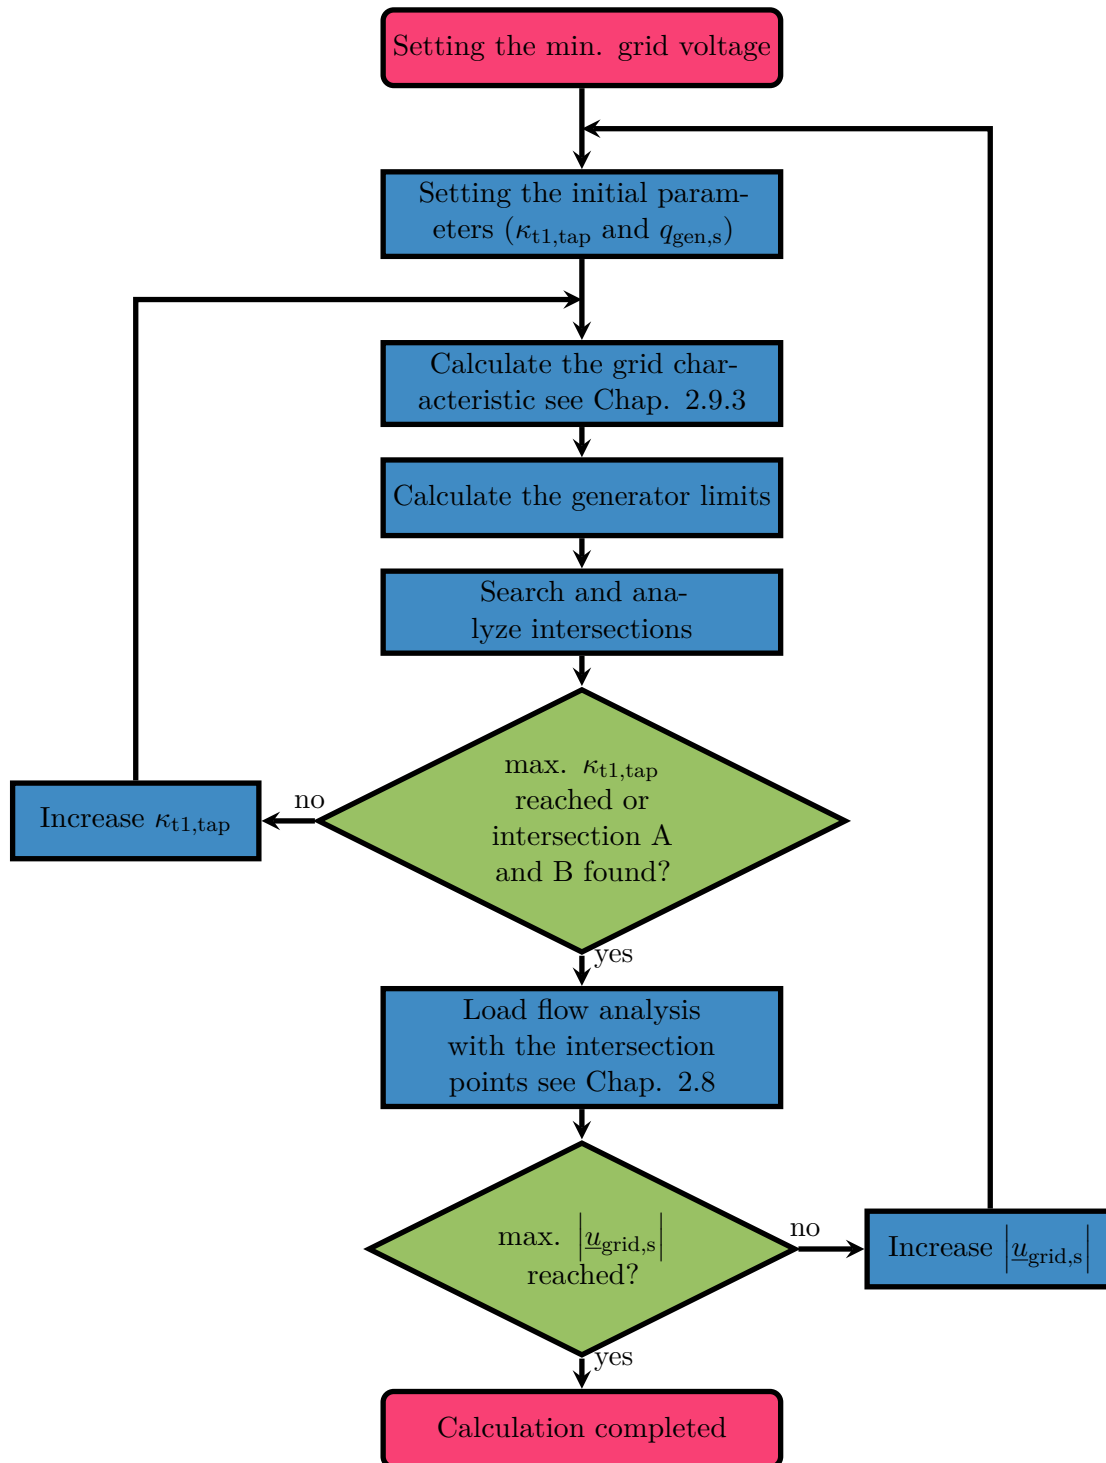 Setting the min. grid voltage
Setting the initial param-
eters (κt1,tap and qgen,s)
Calculate the grid char-
acteristic see Chap. 2.9.3
Calculate the generator limits
Search and ana-
lyze intersections
max. κt1,tap
reached or
intersection A
and B found?
no
Increase κt1,tap
yes
Load flow analysis
with the intersection
points see Chap. 2.8
max. |u̲grid,s|
reached?
no
Increase |u̲grid,s|
yes
Calculation completed